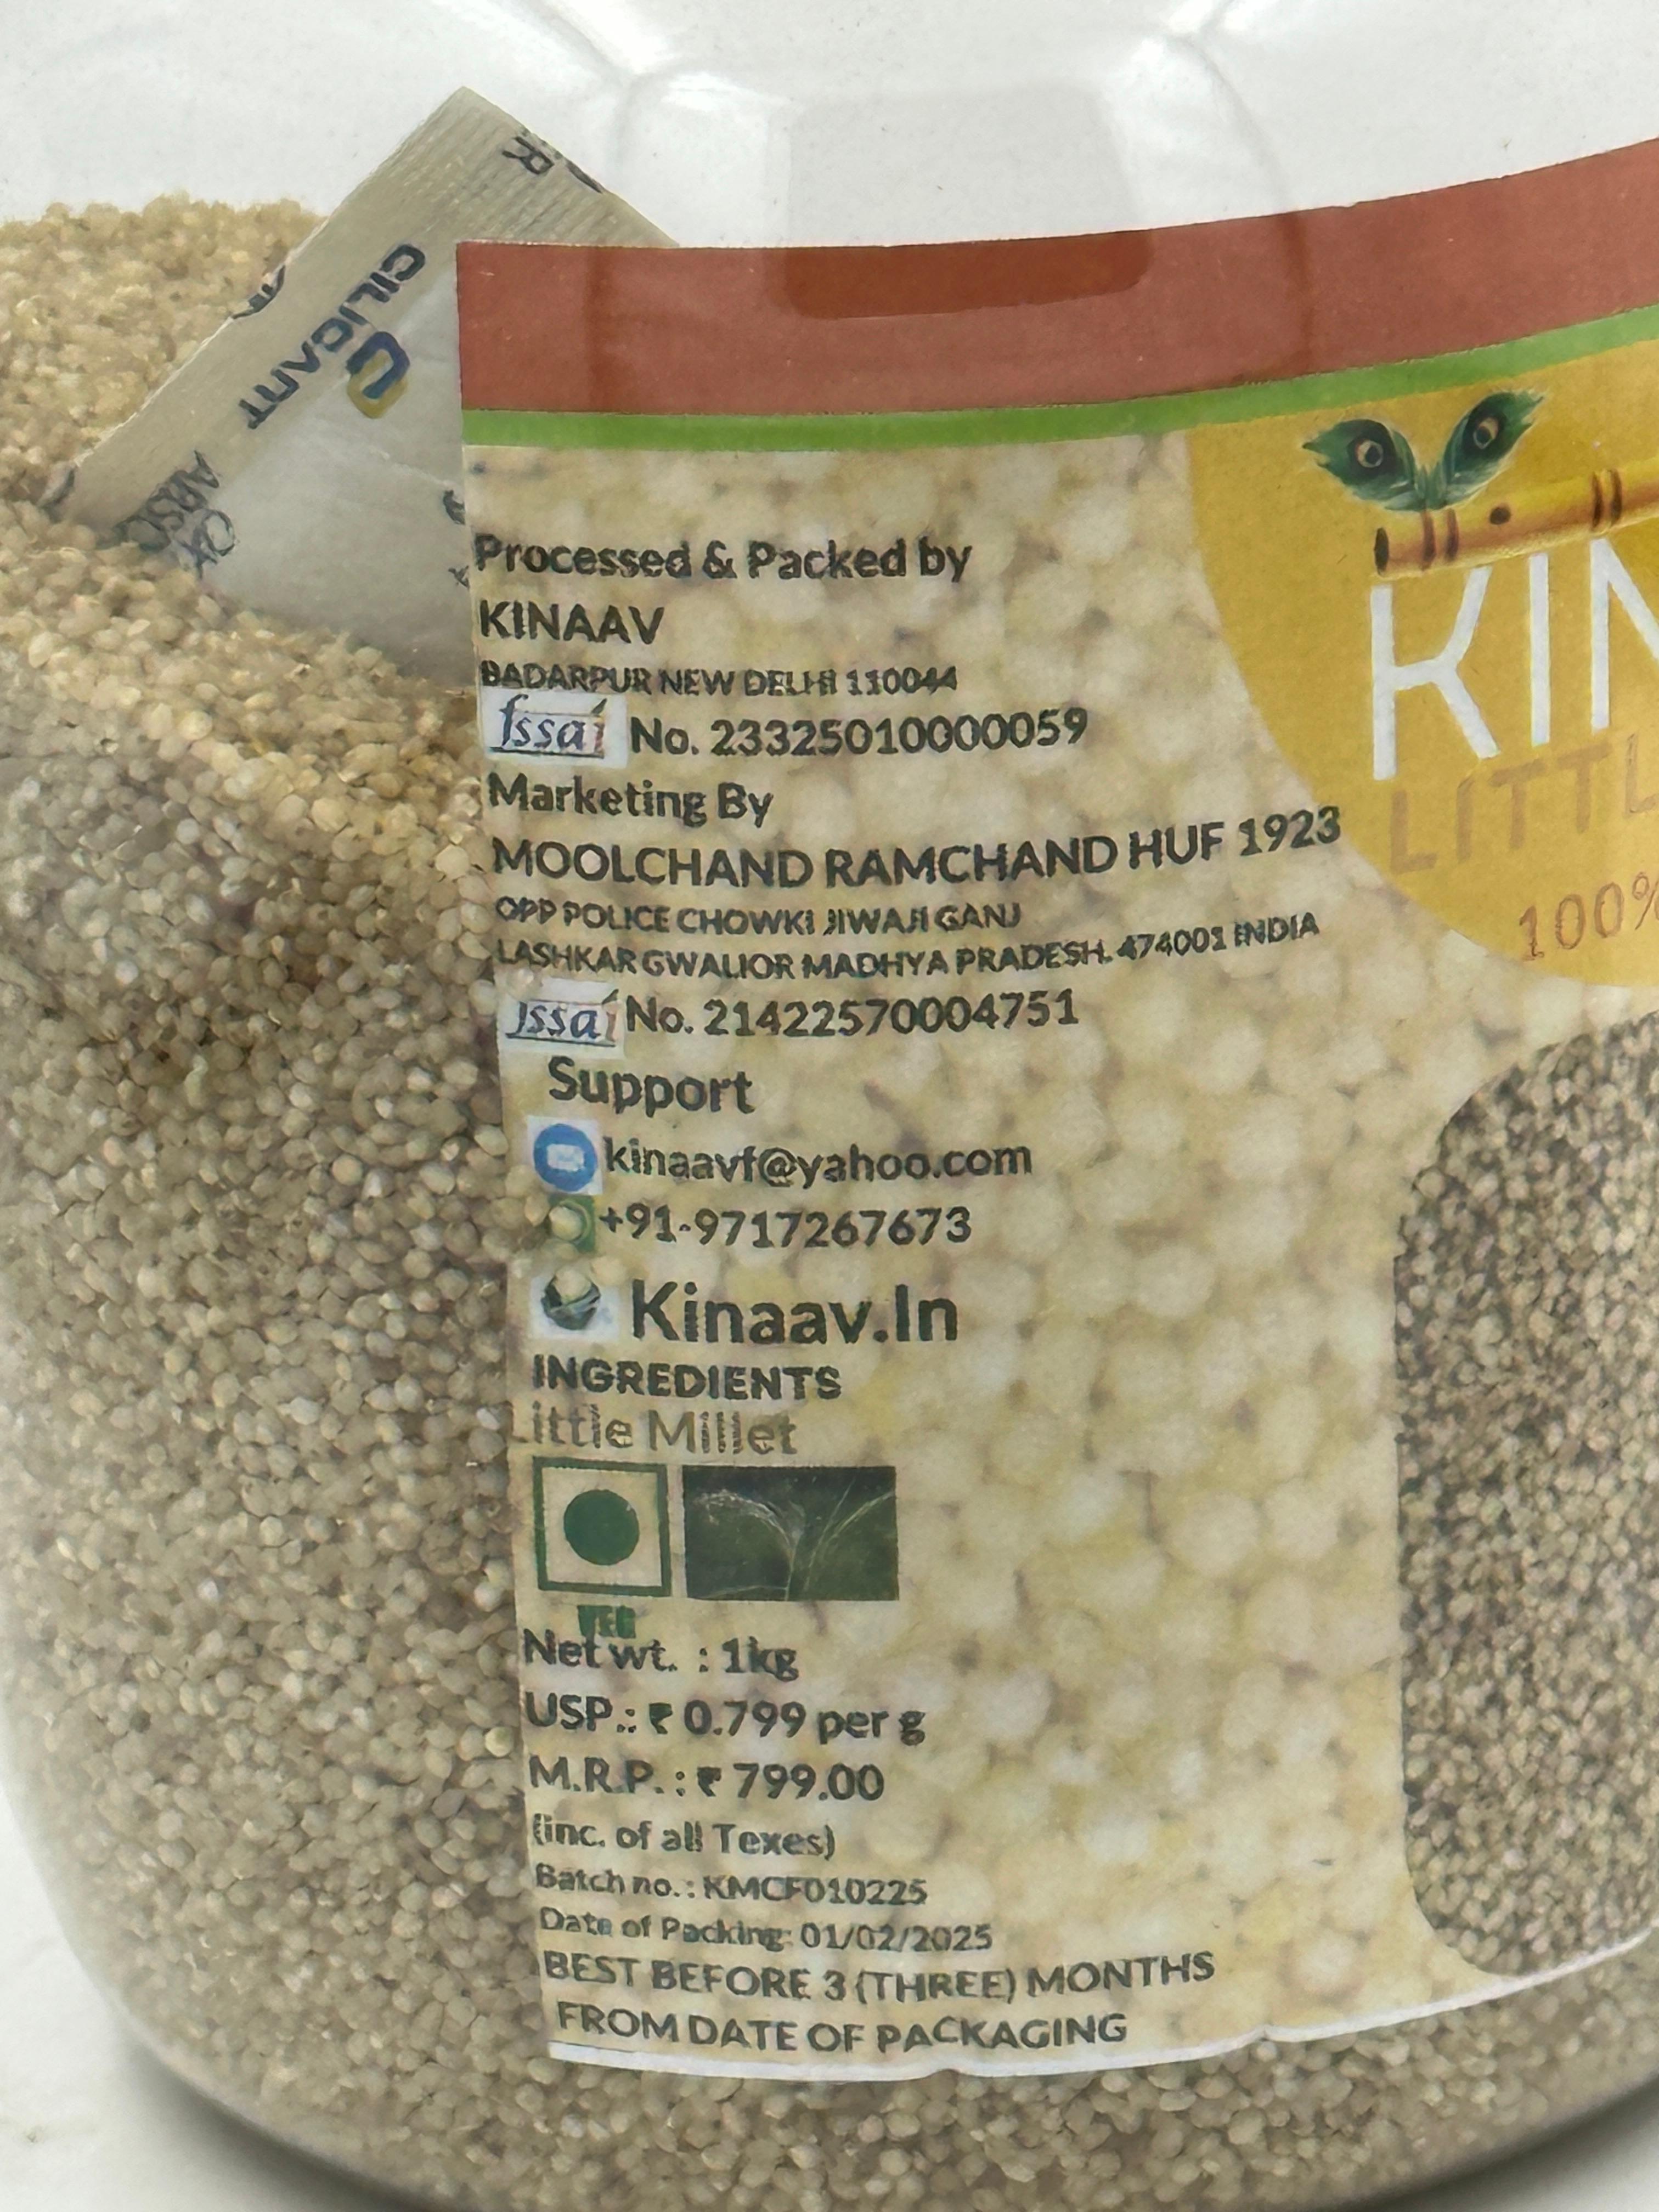 CILICANT
Processed & Packed by
KINAAV
BADARPUR NEW DELHI 110044
fssai No. 23325010000059
Marketing By
MOOLCHAND RAMCHAND HUF 1923
OPP POLICE CHOWKI JIWAJI GANJ
LASHKAR GWALIOR MADHYA PRADESH. 474001 INDIA
fssai No. 21422570004751
Support
kinaavf@yahoo.com
+91-9717267673
Kinaav.In
INGREDIENTS
Little Millet
VEG
Net wt. : 1kg
USP.: ₹ 0.799 per g
M.R.P. : ₹ 799.00
(inc. of all Texes)
Batch no. : KMCF010225
Date of Packing: 01/02/2025
BEST BEFORE 3 (THREE) MONTHS
FROM DATE OF PACKAGING
KIN
LITTL
100%